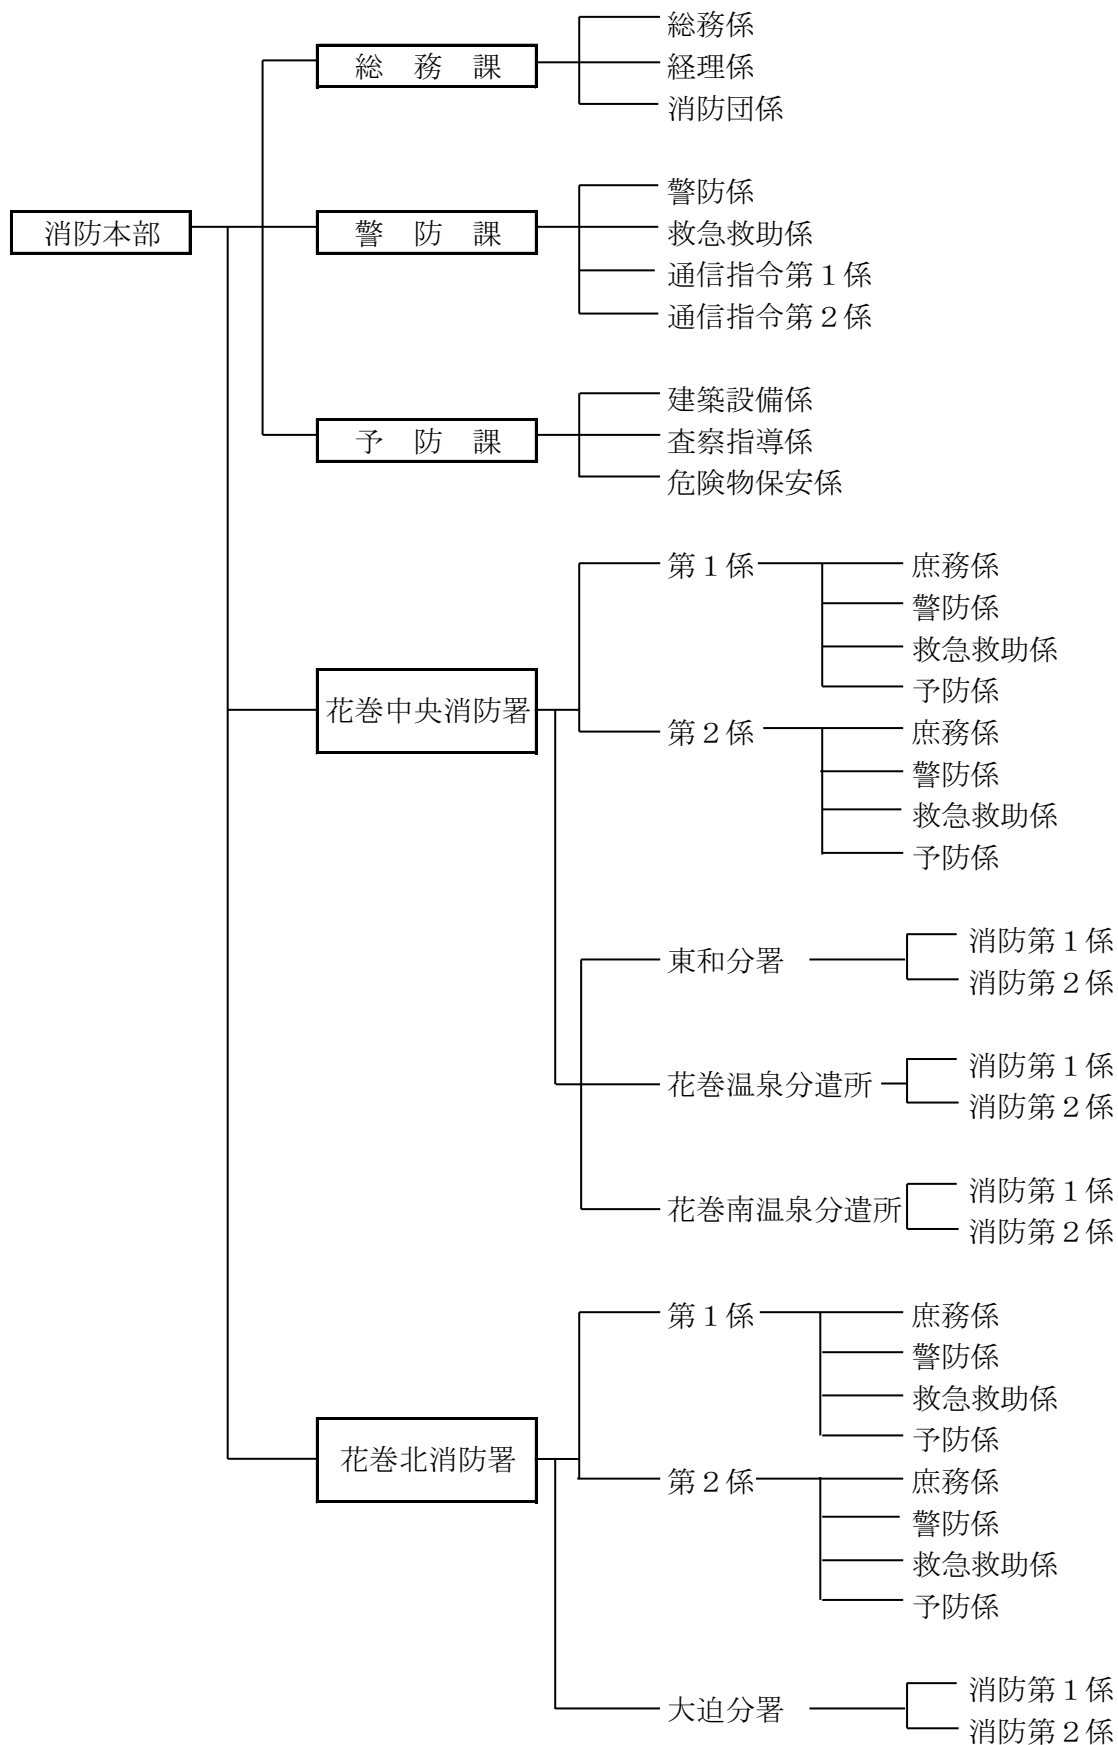 総務係
総　務　課
経理係
消防団係
警防係
消防本部
警　防　課
救急救助係
通信指令第１係
通信指令第２係
建築設備係
予　防　課
査察指導係
危険物保安係
第１係
庶務係
警防係
救急救助係
予防係
花巻中央消防署
第２係
庶務係
警防係
救急救助係
予防係
東和分署
消防第１係
消防第２係
花巻温泉分遣所
消防第１係
消防第２係
花巻南温泉分遣所
消防第１係
消防第２係
第１係
庶務係
警防係
救急救助係
予防係
花巻北消防署
第２係
庶務係
警防係
救急救助係
予防係
大迫分署
消防第１係
消防第２係